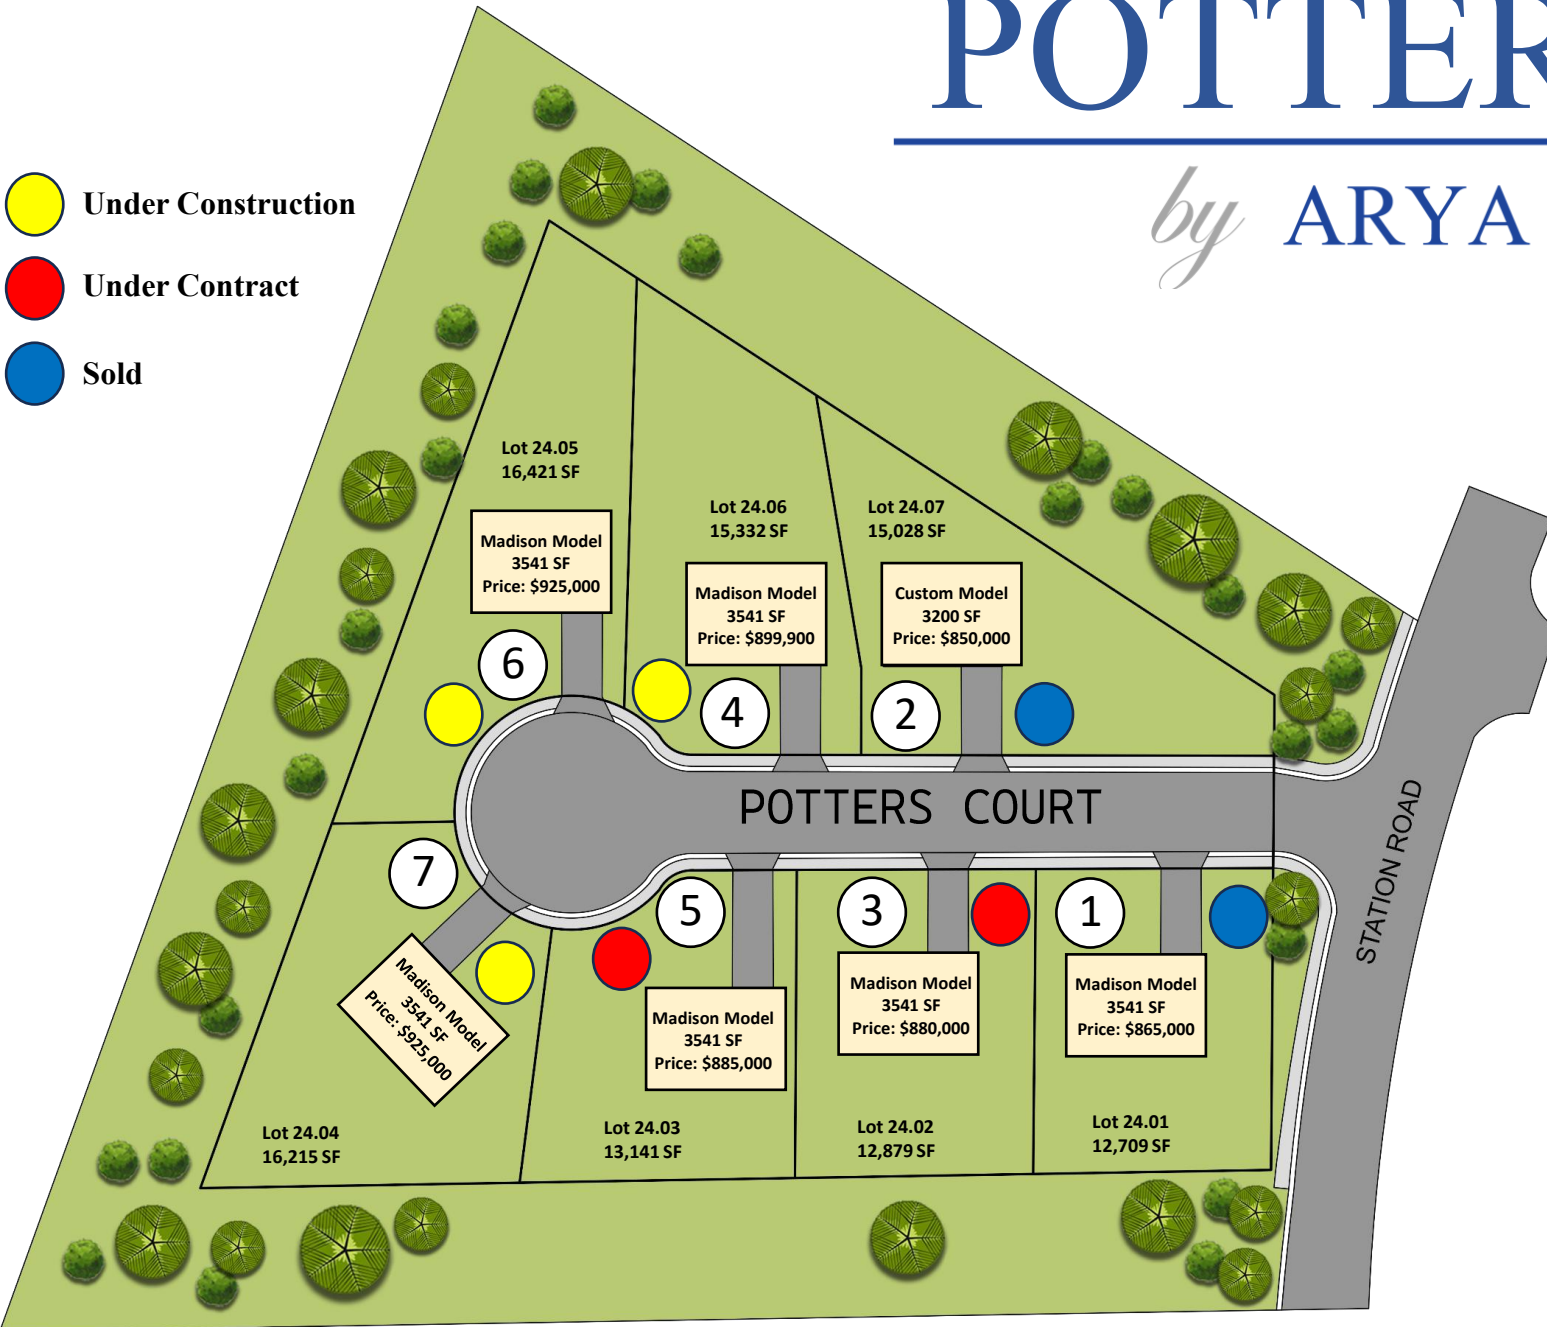 POTTER
by ARYA
Under Construction
Under Contract
Sold
Lot 24.05
16,421 SF
Madison Model
3541 SF
Price: $925,000
6
Lot 24.06
15,332 SF
Madison Model
3541 SF
Price: $899,900
4
Lot 24.07
15,028 SF
Custom Model
3200 SF
Price: $850,000
2
POTTERS COURT
STATION ROAD
7
Madison Model
3541 SF
Price: $925,000
Lot 24.04
16,215 SF
5
Madison Model
3541 SF
Price: $885,000
Lot 24.03
13,141 SF
3
Madison Model
3541 SF
Price: $880,000
Lot 24.02
12,879 SF
1
Madison Model
3541 SF
Price: $865,000
Lot 24.01
12,709 SF